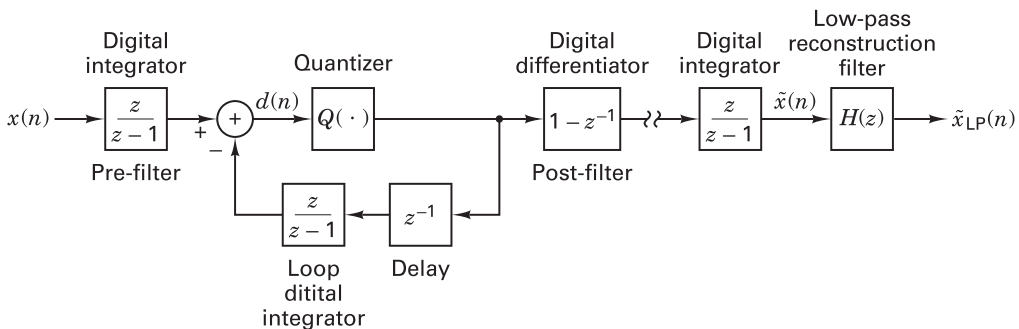 Digital
integrator
Quantizer
Digital
differentiator
Digital
integrator
Low-pass
reconstruction
filter
x(n)
z
z − 1
+
+
−
d(n)
Q( · )
1 − z⁻¹
z
z − 1
x̃(n)
H(z)
x̃LP(n)
Pre-filter
Post-filter
z
z − 1
z⁻¹
Loop
ditital
integrator
Delay